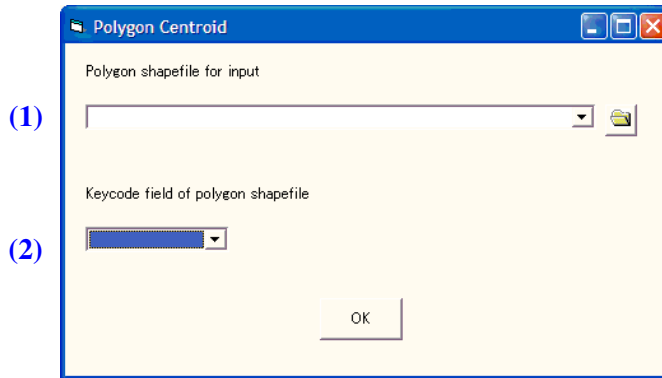 Polygon Centroid
Polygon shapefile for input
(1)
Keycode field of polygon shapefile
(2)
OK